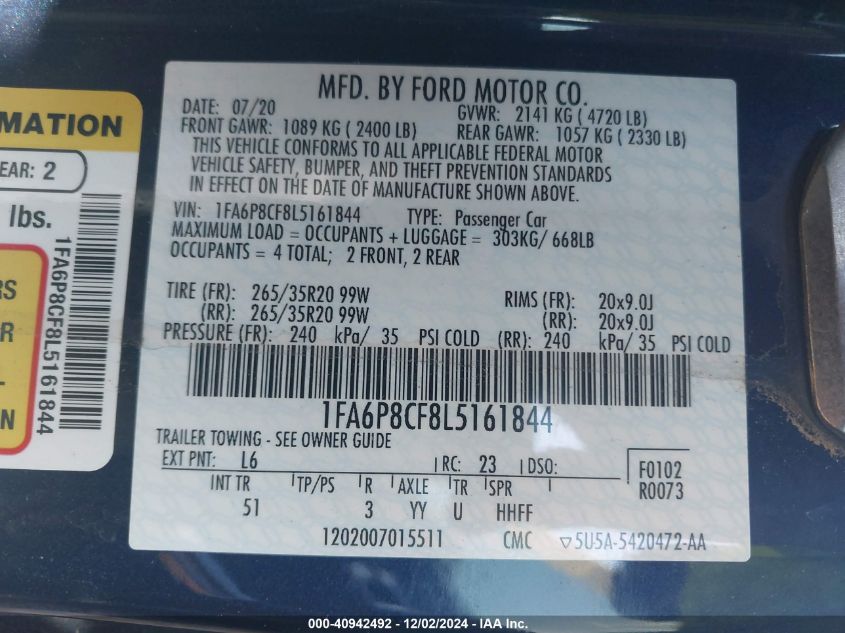 MATION
EAR: 2
lbs.
RS
R
L
N
1FA6P8CF8L5161844
MFD. BY FORD MOTOR CO.
DATE: 07/20
GVWR: 2141 KG ( 4720 LB)
FRONT GAWR: 1089 KG ( 2400 LB)
REAR GAWR: 1057 KG ( 2330 LB)
THIS VEHICLE CONFORMS TO ALL APPLICABLE FEDERAL MOTOR
VEHICLE SAFETY, BUMPER, AND THEFT PREVENTION STANDARDS
IN EFFECT ON THE DATE OF MANUFACTURE SHOWN ABOVE.
VIN: 1FA6P8CF8L5161844 TYPE: Passenger Car
MAXIMUM LOAD = OCCUPANTS + LUGGAGE = 303KG/ 668LB
OCCUPANTS = 4 TOTAL; 2 FRONT, 2 REAR
TIRE (FR): 265/35R20 99W RIMS (FR): 20x9.0J
(RR): 265/35R20 99W (RR): 20x9.0J
PRESSURE (FR): 240 kPa/ 35 PSI COLD (RR): 240 kPa/ 35 PSI COLD
1FA6P8CF8L5161844
TRAILER TOWING - SEE OWNER GUIDE
EXT PNT: L6 RC: 23 DSO:
F0102
R0073
INT TR TP/PS R AXLE TR SPR
51 3 YY U HHFF
1202007015511 CMC ▽5U5A-5420472-AA
000-40942492 - 12/02/2024 - IAA Inc.